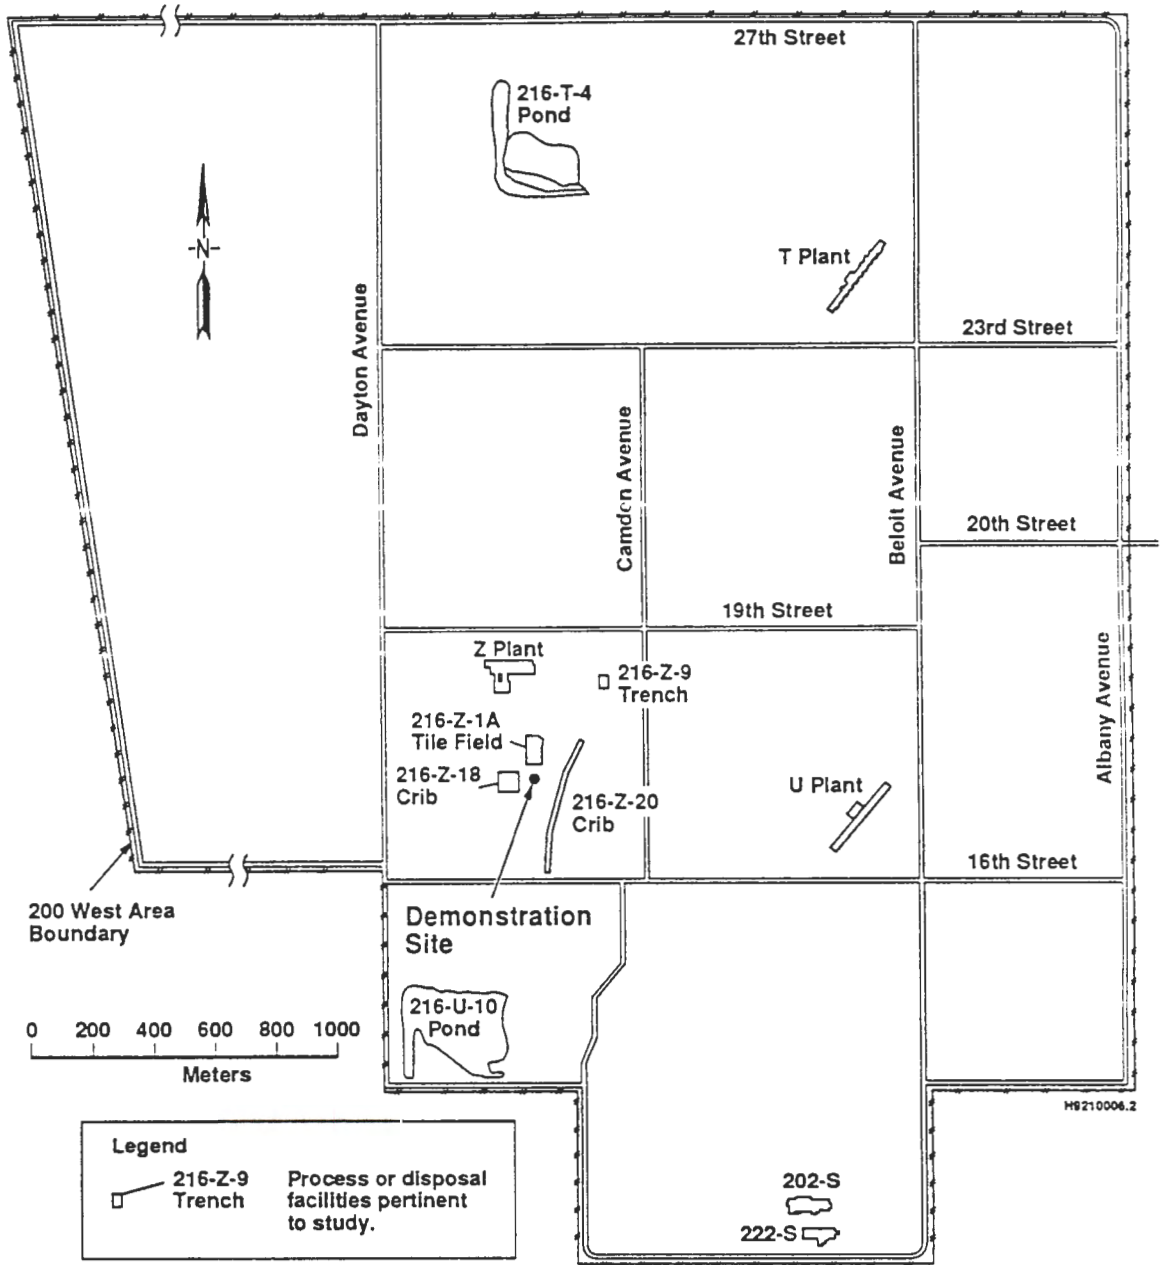 27th Street
216-T-4
Pond
N
T Plant
23rd Street
Dayton Avenue
Camden Avenue
Beloit Avenue
20th Street
19th Street
Z Plant
216-Z-9
Trench
Albany Avenue
216-Z-1A
Tile Field
216-Z-18
Crib
216-Z-20
Crib
U Plant
16th Street
200 West Area
Boundary
Demonstration
Site
216-U-10
Pond
0 200 400 600 800 1000
Meters
H9210006.2
Legend
216-Z-9
Trench
Process or disposal
facilities pertinent
to study.
202-S
222-S